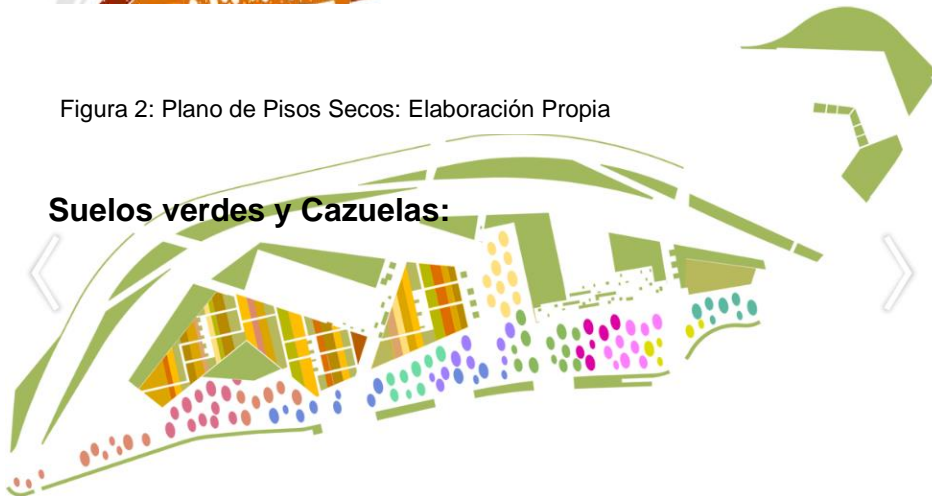 Figura 2: Plano de Pisos Secos: Elaboración Propia
Suelos verdes y Cazuelas: